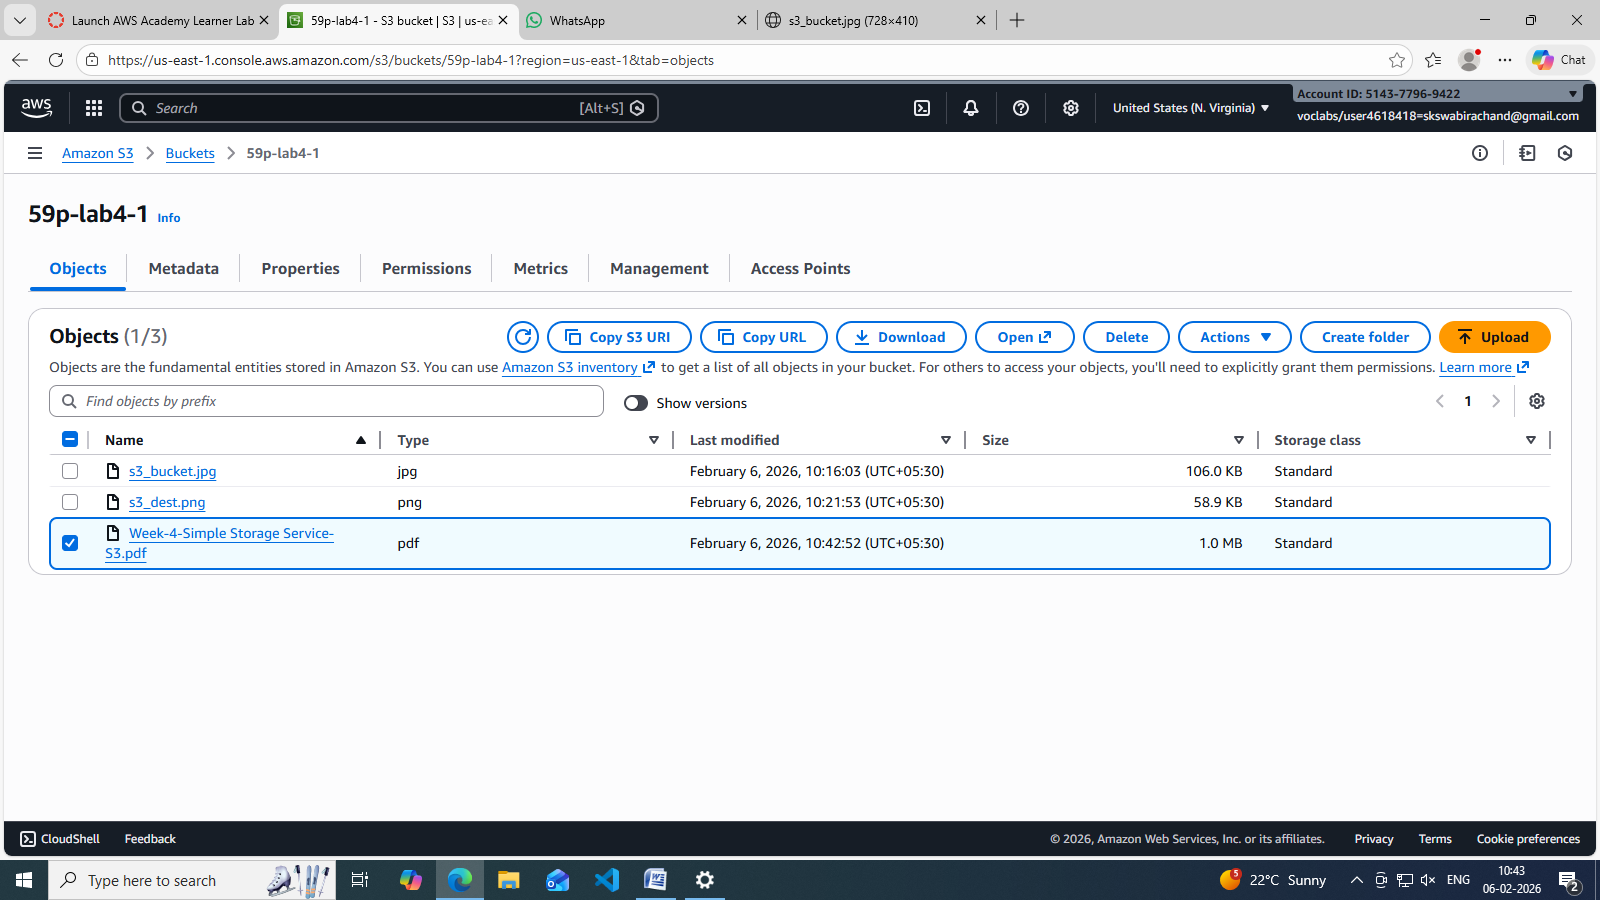 Launch AWS Academy Learner Lab
59p-lab4-1 - S3 bucket | S3 | us-ea
WhatsApp
s3_bucket.jpg (728×410)
https://us-east-1.console.aws.amazon.com/s3/buckets/59p-lab4-1?region=us-east-1&tab=objects
Chat
aws
Search
[Alt+S]
United States (N. Virginia)
Account ID: 5143-7796-9422
voclabs/user4618418=skswabirachand@gmail.com
Amazon S3
Buckets
59p-lab4-1
59p-lab4-1 Info
Objects
Metadata
Properties
Permissions
Metrics
Management
Access Points
Objects (1/3)
Copy S3 URI
Copy URL
Download
Open
Delete
Actions
Create folder
Upload
Objects are the fundamental entities stored in Amazon S3. You can use Amazon S3 inventory to get a list of all objects in your bucket. For others to access your objects, you'll need to explicitly grant them permissions. Learn more
Find objects by prefix
Show versions
1
Name Type Last modified Size Storage class
s3_bucket.jpg jpg February 6, 2026, 10:16:03 (UTC+05:30) 106.0 KB Standard
s3_dest.png png February 6, 2026, 10:21:53 (UTC+05:30) 58.9 KB Standard
Week-4-Simple Storage Service-
S3.pdf
pdf February 6, 2026, 10:42:52 (UTC+05:30) 1.0 MB Standard
CloudShell
Feedback
© 2026, Amazon Web Services, Inc. or its affiliates.
Privacy
Terms
Cookie preferences
Type here to search
5
22°C Sunny
ENG
10:43
06-02-2026
2